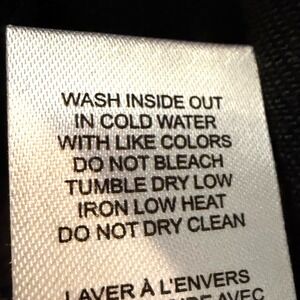 WASH INSIDE OUT
IN COLD WATER
WITH LIKE COLORS
DO NOT BLEACH
TUMBLE DRY LOW
IRON LOW HEAT
DO NOT DRY CLEAN
LAVER À L'ENVERS
AVEC